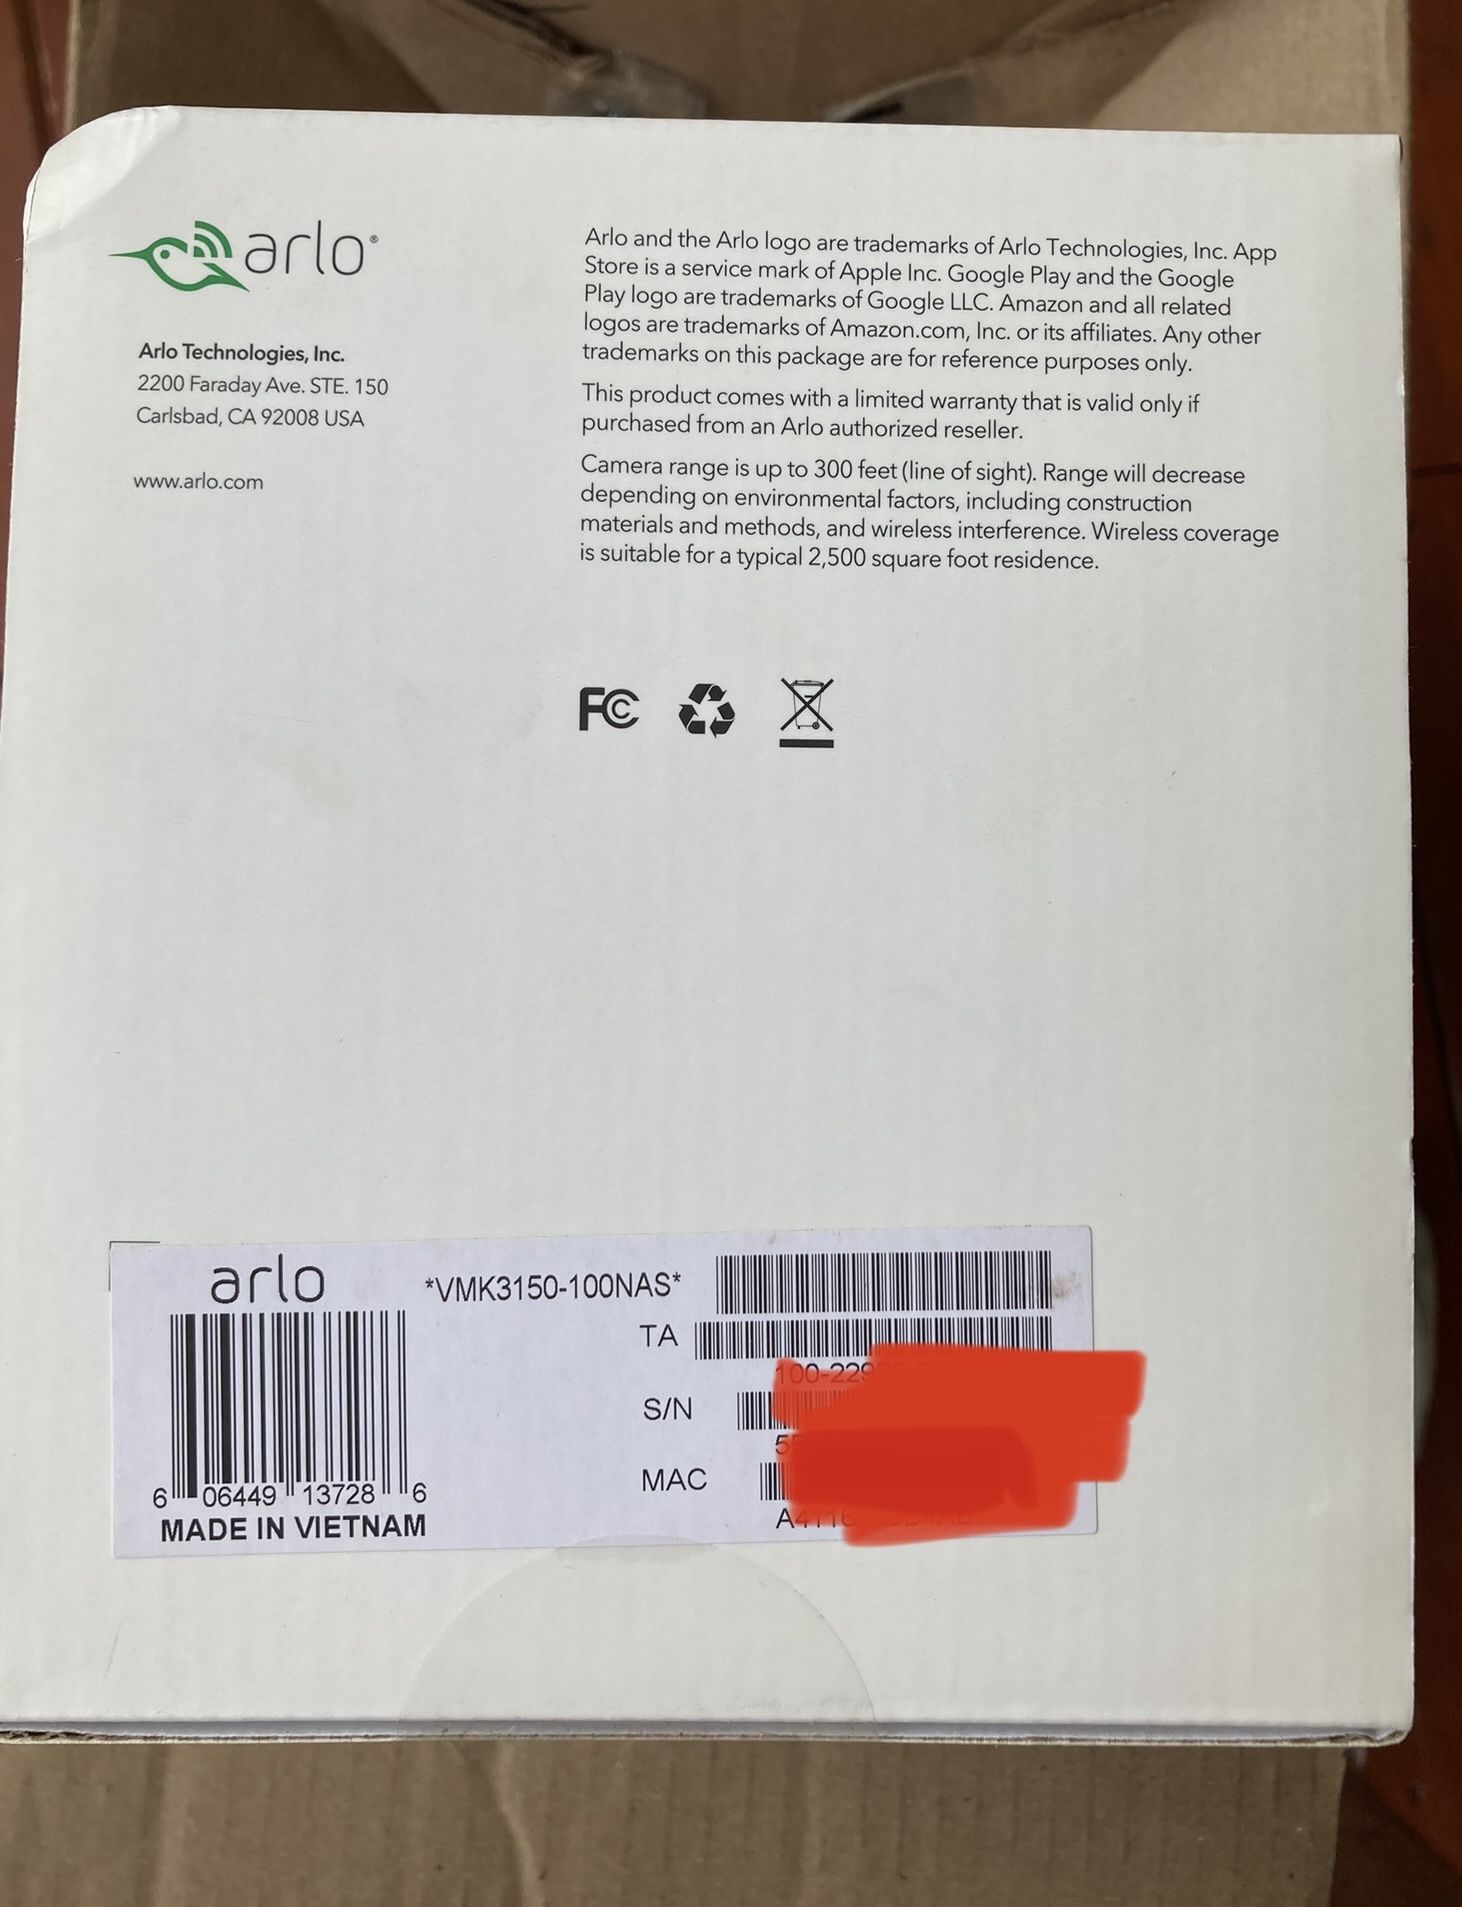 arlo®
Arlo Technologies, Inc.
2200 Faraday Ave. STE. 150
Carlsbad, CA 92008 USA
www.arlo.com
Arlo and the Arlo logo are trademarks of Arlo Technologies, Inc. App
Store is a service mark of Apple Inc. Google Play and the Google
Play logo are trademarks of Google LLC. Amazon and all related
logos are trademarks of Amazon.com, Inc. or its affiliates. Any other
trademarks on this package are for reference purposes only.
This product comes with a limited warranty that is valid only if
purchased from an Arlo authorized reseller.
Camera range is up to 300 feet (line of sight). Range will decrease
depending on environmental factors, including construction
materials and methods, and wireless interference. Wireless coverage
is suitable for a typical 2,500 square foot residence.
FC
arlo
6 06449 13728 6
MADE IN VIETNAM
*VMK3150-100NAS*
TA
S/N
MAC